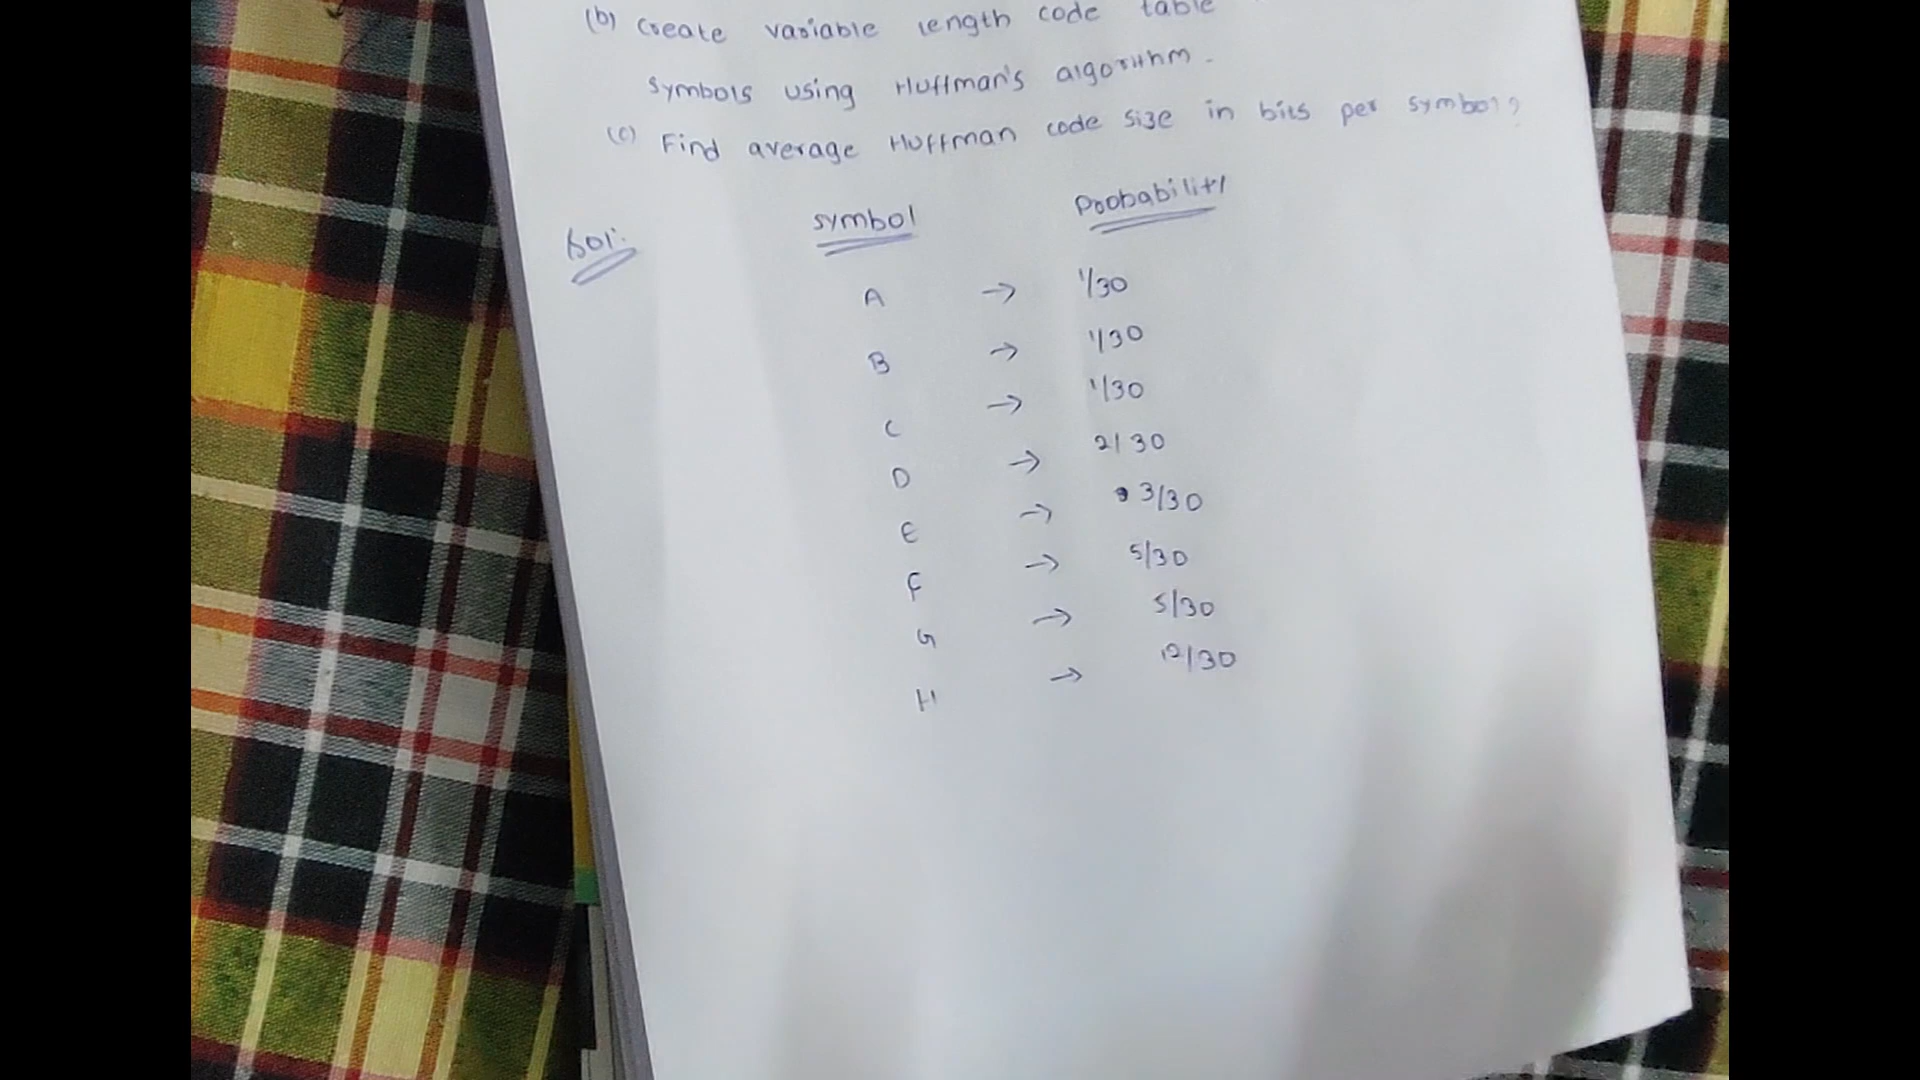 (b) Create variable length code table
symbols using Huffman's algorithm.
(c) Find average Huffman code size in bits per symbol?
Sol:
Symbol Probability
A → 1/30
B → 1/30
C → 1/30
D → 2/30
E → 3/30
F → 5/30
G → 5/30
H → 12/30